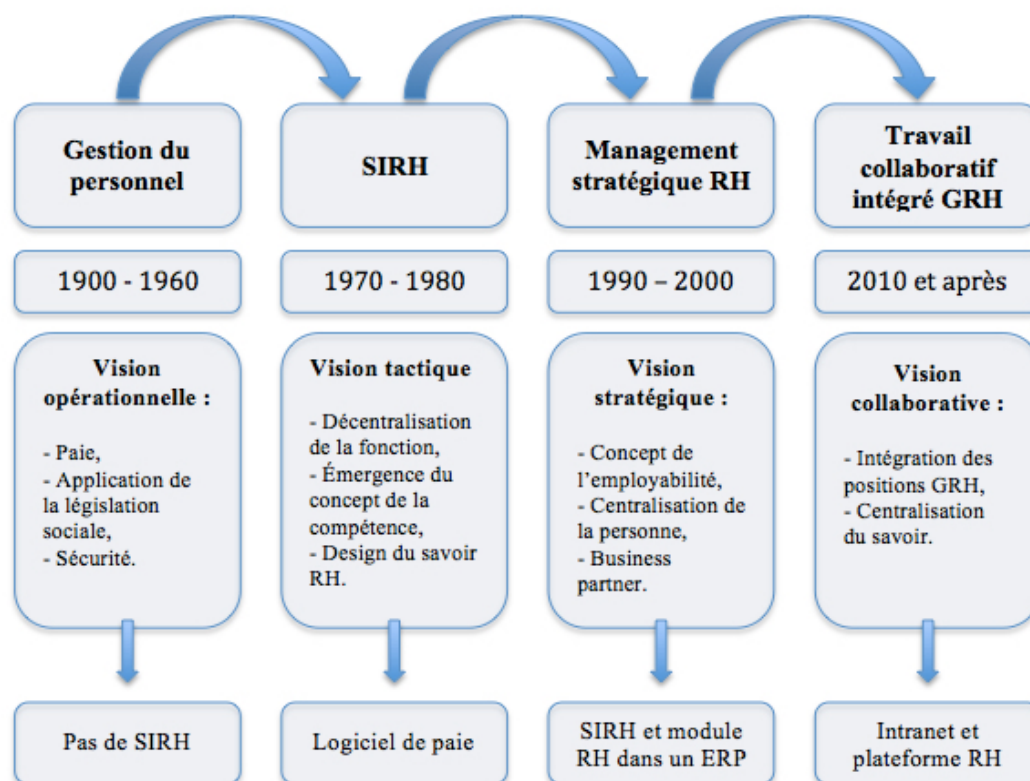 Gestion du
personnel
SIRH
Management
stratégique RH
Travail
collaboratif
intégré GRH
1900 - 1960
1970 - 1980
1990 – 2000
2010 et après
Vision
opérationnelle :
- Paie,
- Application de
la législation
sociale,
- Sécurité.
Vision tactique
- Décentralisation
de la fonction,
- Émergence du
concept de la
compétence,
- Design du savoir
RH.
Vision
stratégique :
- Concept de
l’employabilité,
- Centralisation de
la personne,
- Business
partner.
Vision
collaborative :
- Intégration des
positions GRH,
- Centralisation
du savoir.
Pas de SIRH
Logiciel de paie
SIRH et module
RH dans un ERP
Intranet et
plateforme RH